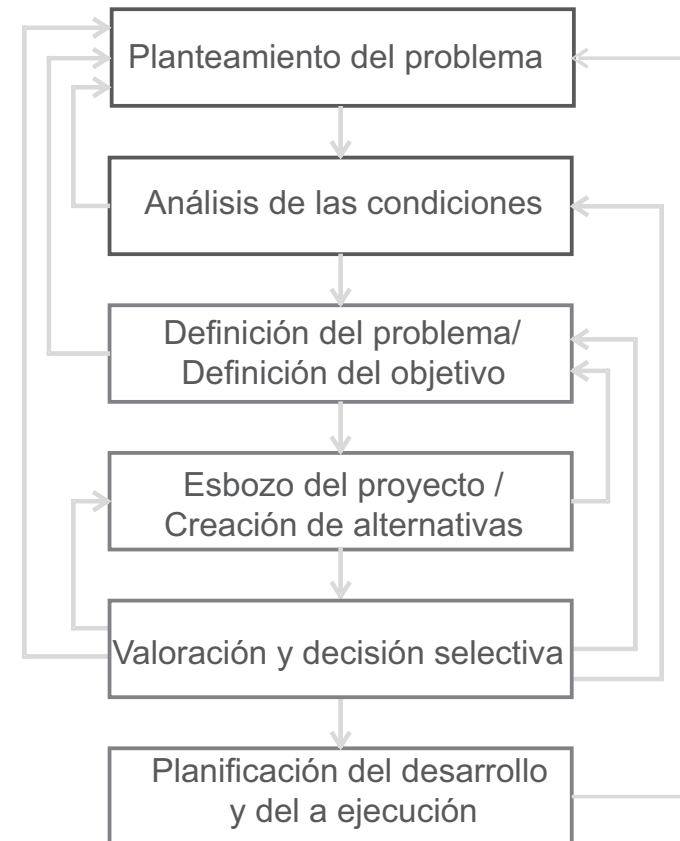 Planteamiento del problema
Análisis de las condiciones
Definición del problema/
Definición del objetivo
Esbozo del proyecto /
Creación de alternativas
Valoración y decisión selectiva
Planificación del desarrollo
y del a ejecución